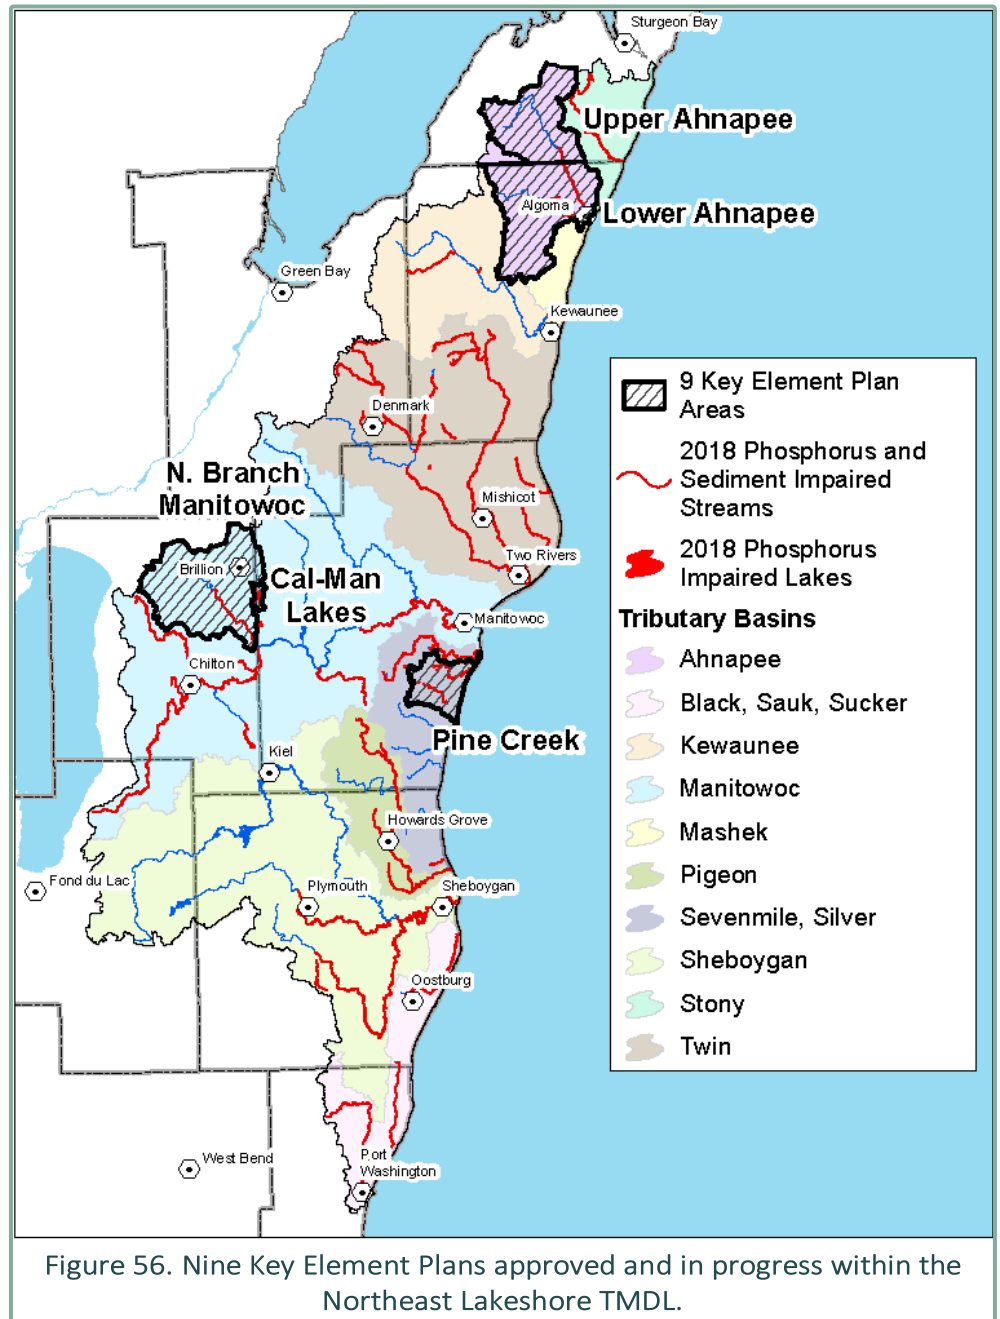 Sturgeon Bay
Upper Ahnapee
Algoma
Lower Ahnapee
Green Bay
Kewaunee
Denmark
N. Branch
Manitowoc
Mishicot
Two Rivers
Brillion
Cal-Man
Lakes
Manitowoc
Chilton
Pine Creek
Kiel
Howards Grove
Fond du Lac
Plymouth
Sheboygan
Oostburg
West Bend
Port
Washington
9 Key Element Plan
Areas
2018 Phosphorus and
Sediment Impaired
Streams
2018 Phosphorus
Impaired Lakes
Tributary Basins
Ahnapee
Black, Sauk, Sucker
Kewaunee
Manitowoc
Mashek
Pigeon
Sevenmile, Silver
Sheboygan
Stony
Twin
Figure 56. Nine Key Element Plans approved and in progress within the
Northeast Lakeshore TMDL.